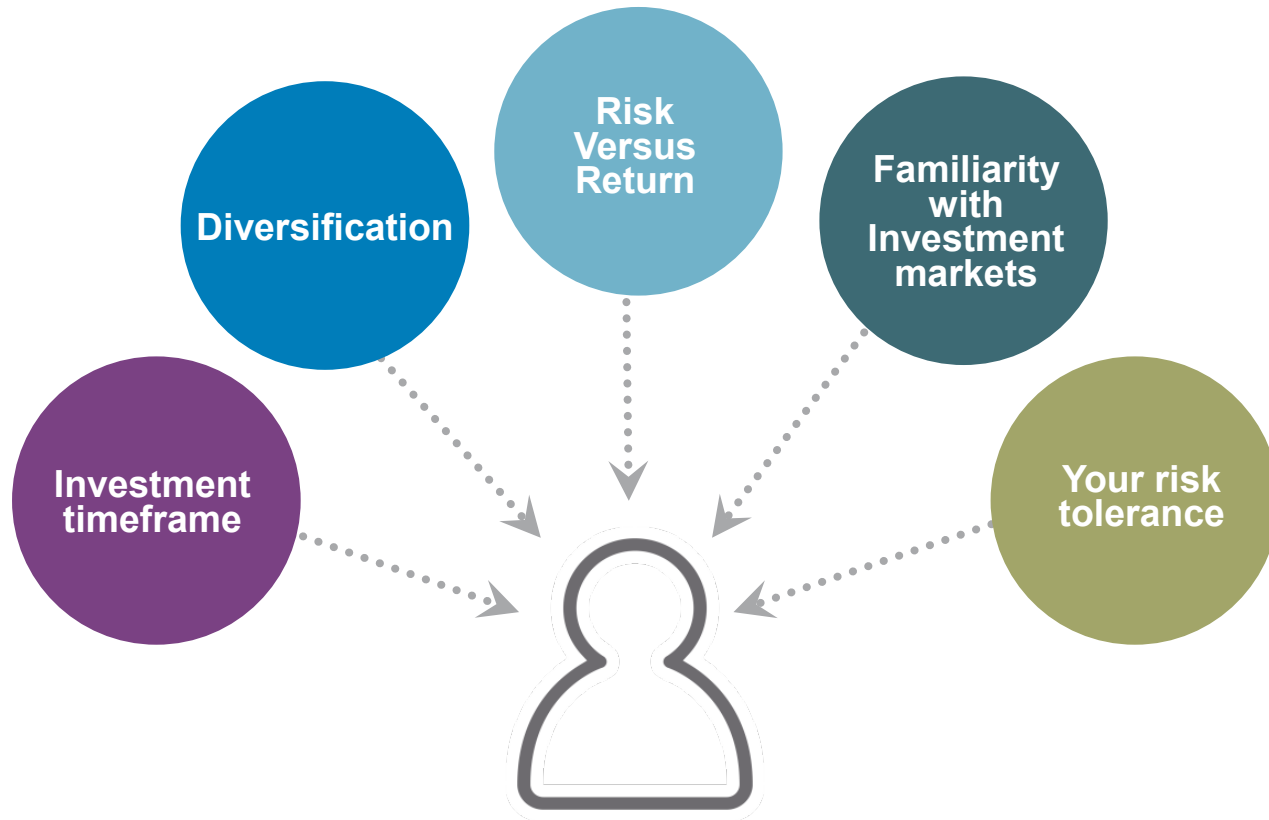 Risk
Versus
Return
Diversification
Familiarity
with
Investment
markets
Investment
timeframe
Your risk
tolerance